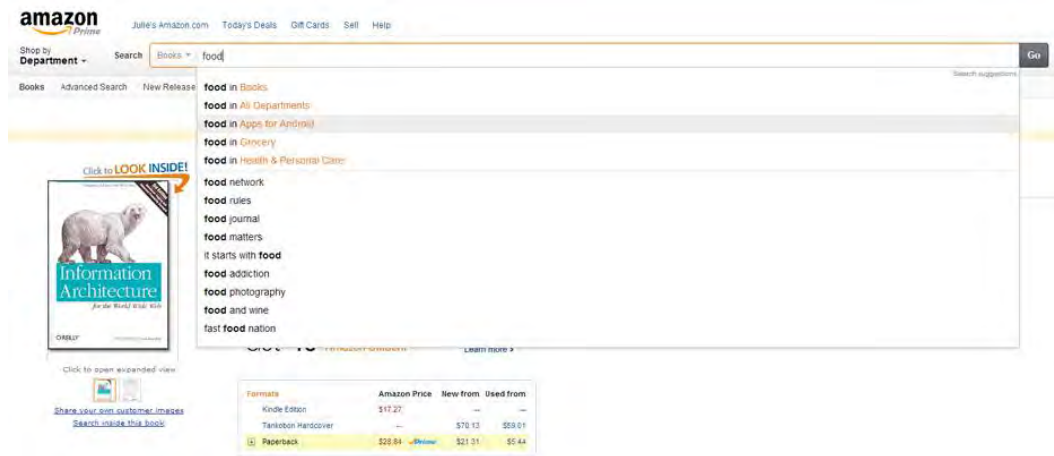 amazon
Prime
Julie's Amazon.com Today's Deals Gift Cards Sell Help
Shop by
Department
Search Books food Go
Search suggestions
Books Advanced Search New Release
food in Books
food in All Departments
food in Apps for Android
food in Grocery
food in Health & Personal Care
food network
food rules
food journal
food matters
it starts with food
food addiction
food photography
food and wine
fast food nation
Click to LOOK INSIDE!
Information
Architecture
for the World Wide Web
O'REILLY
Learn more
Click to open expanded view
Share your own customer images
Search inside this book
Formats Amazon Price New from Used from
Kindle Edition $17.27 -- --
Tankobon Hardcover -- $70.13 $59.01
Paperback $28.84 Prime $21.31 $5.44